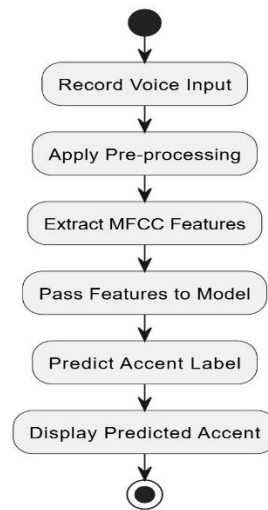 Record Voice Input
Apply Pre-processing
Extract MFCC Features
Pass Features to Model
Predict Accent Label
Display Predicted Accent